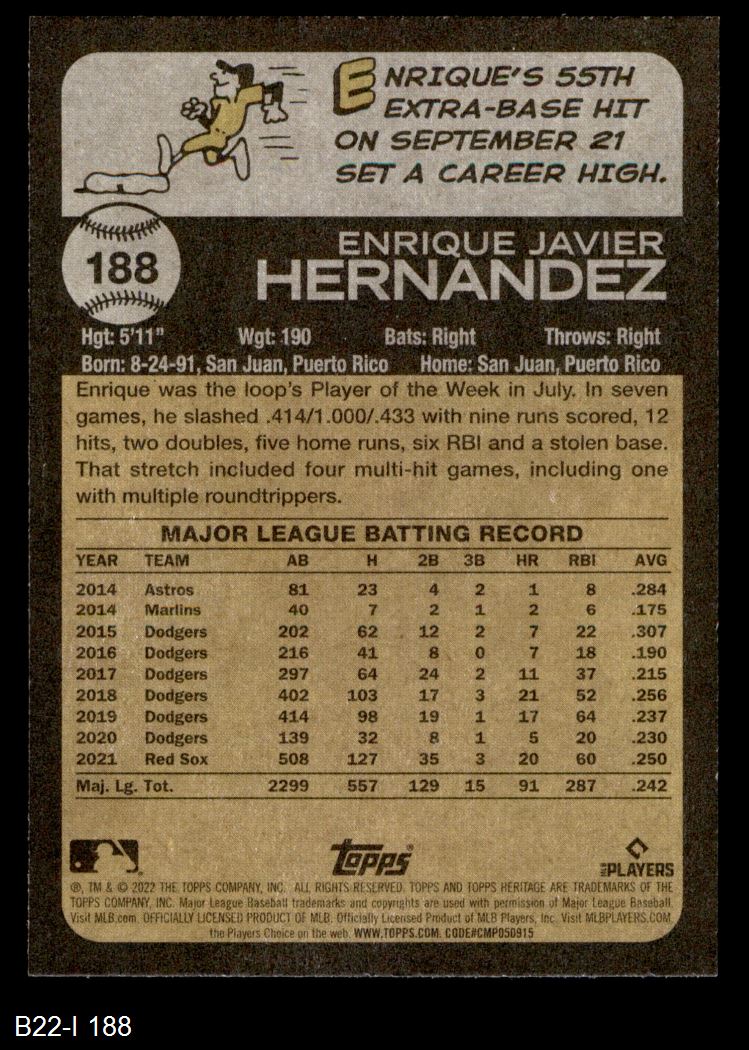 ENRIQUE'S 55TH
EXTRA-BASE HIT
ON SEPTEMBER 21
SET A CAREER HIGH.
188
ENRIQUE JAVIER
HERNANDEZ
Hgt: 5'11" Wgt: 190 Bats: Right Throws: Right
Born: 8-24-91, San Juan, Puerto Rico Home: San Juan, Puerto Rico
Enrique was the loop's Player of the Week in July. In seven
games, he slashed .414/1.000/.433 with nine runs scored, 12
hits, two doubles, five home runs, six RBI and a stolen base.
That stretch included four multi-hit games, including one
with multiple roundtrippers.
MAJOR LEAGUE BATTING RECORD
YEAR TEAM AB H 2B 3B HR RBI AVG
2014 Astros 81 23 4 2 1 8 .284
2014 Marlins 40 7 2 1 2 6 .175
2015 Dodgers 202 62 12 2 7 22 .307
2016 Dodgers 216 41 8 0 7 18 .190
2017 Dodgers 297 64 24 2 11 37 .215
2018 Dodgers 402 103 17 3 21 52 .256
2019 Dodgers 414 98 19 1 17 64 .237
2020 Dodgers 139 32 8 1 5 20 .230
2021 Red Sox 508 127 35 3 20 60 .250
Maj. Lg. Tot. 2299 557 129 15 91 287 .242
Topps®
PLAYERS
®, TM & © 2022 THE TOPPS COMPANY, INC. ALL RIGHTS RESERVED. TOPPS AND TOPPS HERITAGE ARE TRADEMARKS OF THE
TOPPS COMPANY, INC. Major League Baseball trademarks and copyrights are used with permission of Major League Baseball.
Visit MLB.com. OFFICIALLY LICENSED PRODUCT OF MLB. Officially Licensed Product of MLB Players, Inc. Visit MLBPLAYERS.COM,
the Players Choice on the web. WWW.TOPPS.COM. CODE#CMP050915
B22-I 188